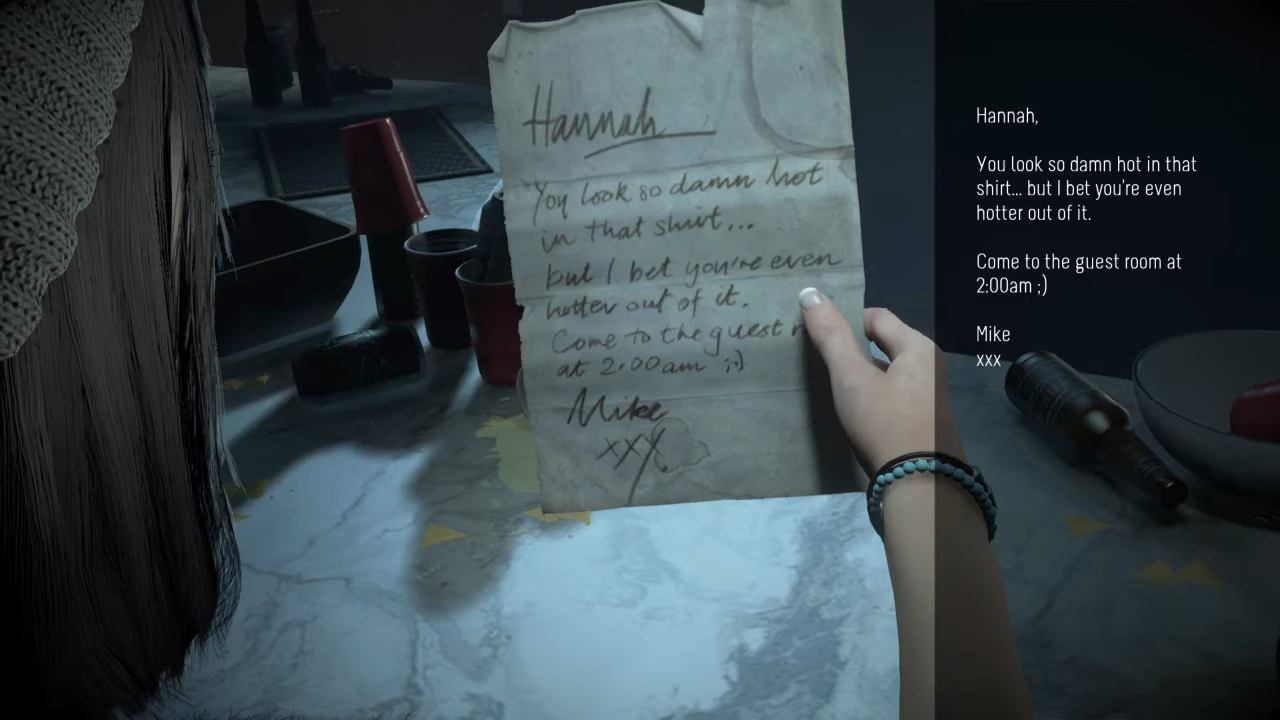 Hannah
You look so damn hot
in that shirt...
but I bet you're even
hotter out of it.
Come to the guest
at 2:00am ;)
Mike
xxx
Hannah,
You look so damn hot in that
shirt... but I bet you're even
hotter out of it.
Come to the guest room at
2:00am ;)
Mike
xxx